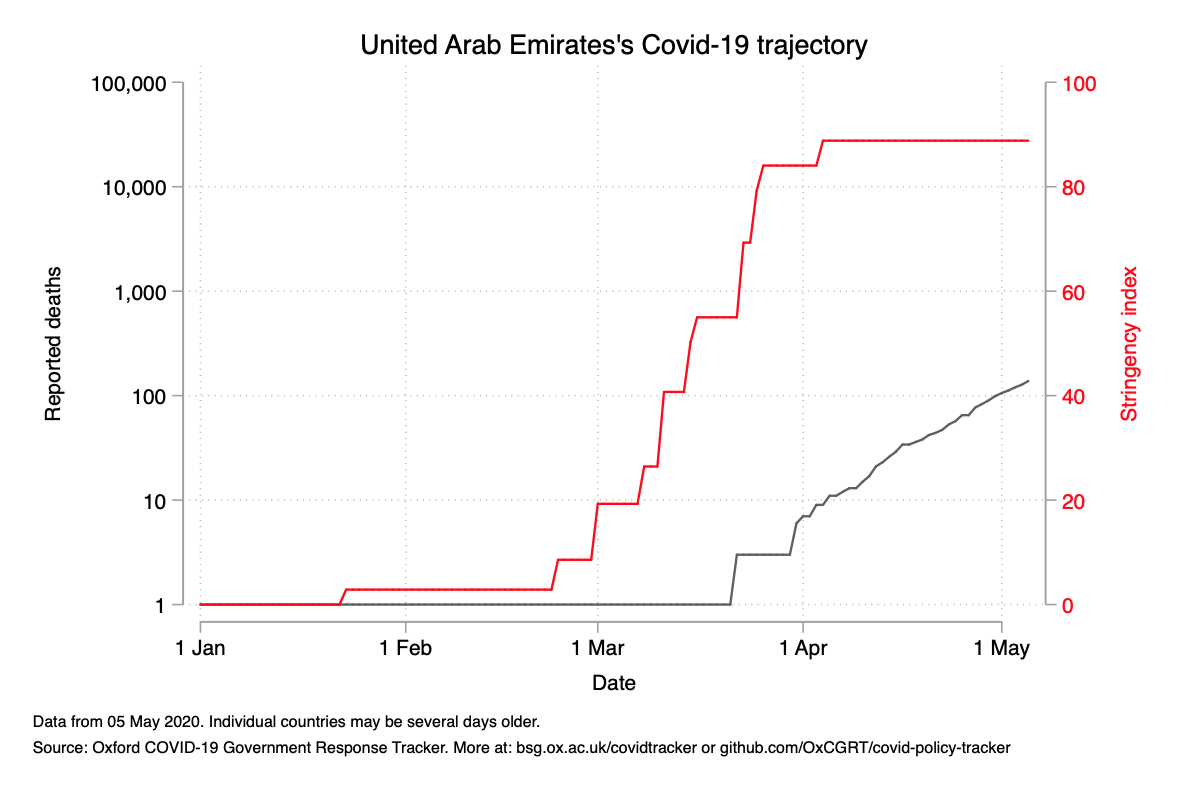 United Arab Emirates's Covid-19 trajectory
100,000
10,000
1,000
100
10
1
Reported deaths
100
80
60
40
20
0
Stringency index
1 Jan
1 Feb
1 Mar
1 Apr
1 May
Date
Data from 05 May 2020. Individual countries may be several days older.
Source: Oxford COVID-19 Government Response Tracker. More at: bsg.ox.ac.uk/covidtracker or github.com/OxCGRT/covid-policy-tracker